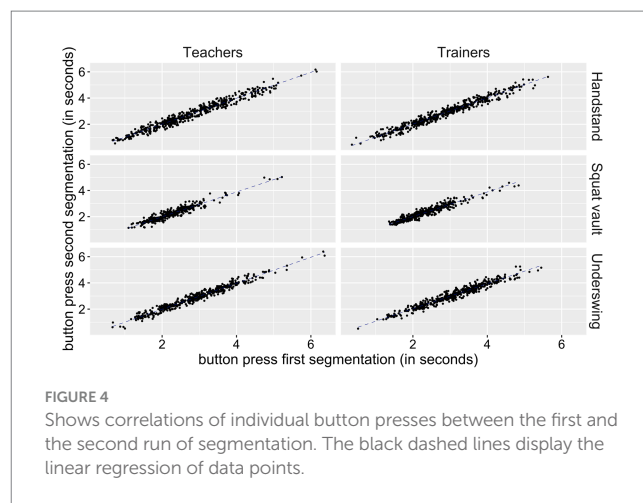 Teachers
Trainers
button press second segmentation (in seconds)
6
4
2
Handstand
6
4
2
Squat vault
6
4
2
Underswing
2
4
6
2
4
6
button press first segmentation (in seconds)
FIGURE 4
Shows correlations of individual button presses between the first and
the second run of segmentation. The black dashed lines display the
linear regression of data points.